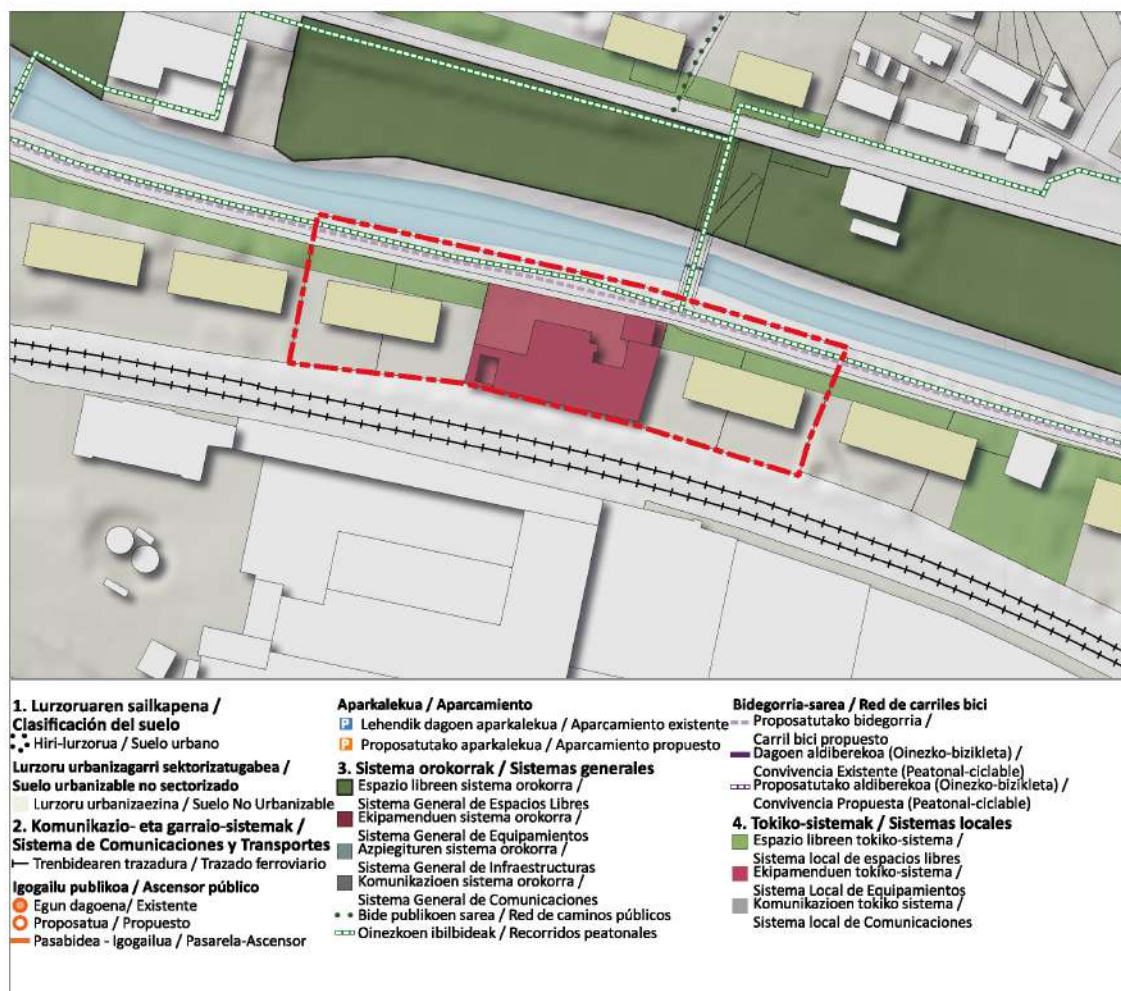 1. Lurzoruaren sailkapena /
Clasificación del suelo
Hiri-lurzorua / Suelo urbano
Lurzoru urbanizagarri sektorizatugabea /
Suelo urbanizable no sectorizado
Lurzoru urbanizaezina / Suelo No Urbanizable
2. Komunikazio- eta garraio-sistemak /
Sistema de Comunicaciones y Transportes
Trenbidearen trazadura / Trazado ferroviario
Igogailu publikoa / Ascensor público
Egun dagoena/ Existente
Proposatua / Propuesto
Pasabidea - Igogailua / Pasarela-Ascensor
Aparkalekua / Aparcamiento
P Lehendik dagoen aparkalekua / Aparcamiento existente
P Proposatutako aparkalekua / Aparcamiento propuesto
3. Sistema orokorrak / Sistemas generales
Espazio libreen sistema orokorra /
Sistema General de Espacios Libres
Ekipamenduen sistema orokorra /
Sistema General de Equipamientos
Azpiegituren sistema orokorra /
Sistema General de Infraestructuras
Komunikazioen sistema orokorra /
Sistema General de Comunicaciones
Bide publikoen sarea / Red de caminos públicos
Oinezkoen ibilbideak / Recorridos peatonales
Bidegorria-sarea / Red de carriles bici
Proposatutako bidegorria /
Carril bici propuesto
Dagoen aldiberekoa (Oinezko-bizikleta) /
Convivencia Existente (Peatonal-ciclable)
Proposatutako aldiberekoa (Oinezko-bizikleta) /
Convivencia Propuesta (Peatonal-ciclable)
4. Tokiko-sistemak / Sistemas locales
Espazio libreen tokiko-sistema /
Sistema local de espacios libres
Ekipamenduen tokiko-sistema /
Sistema Local de Equipamientos
Komunikazioen tokiko sistema /
Sistema local de Comunicaciones